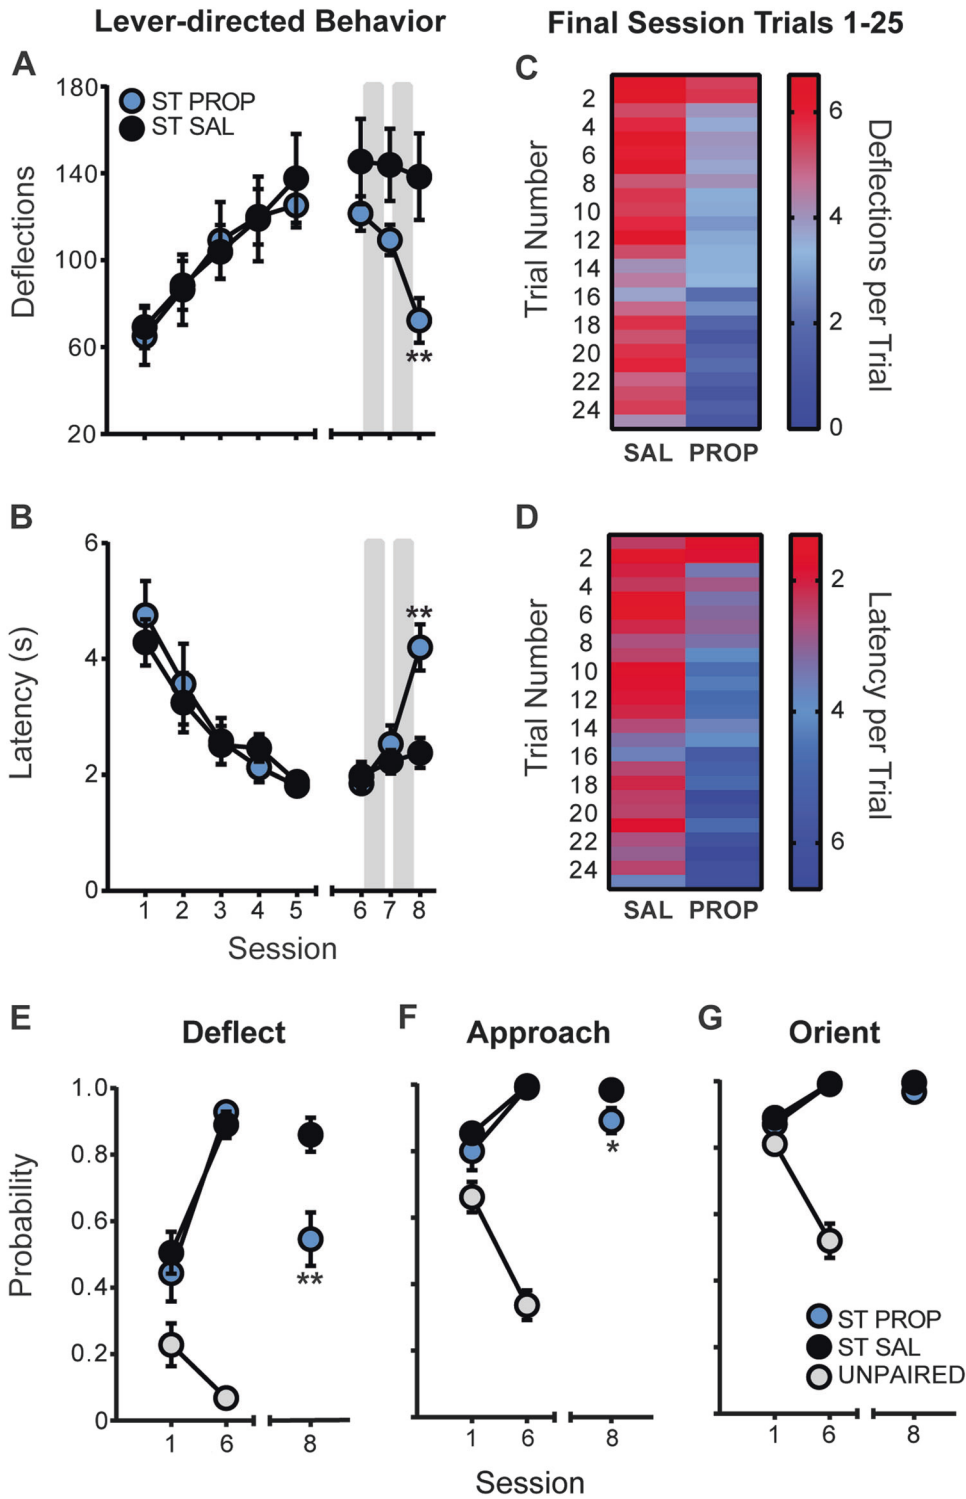 Lever-directed Behavior
Final Session Trials 1-25
A
180
140
100
60
20
Deflections
ST PROP
ST SAL
**
C
Trial Number
2
4
6
8
10
12
14
16
18
20
22
24
SAL PROP
6
4
2
0
Deflections per Trial
B
6
4
2
0
Latency (s)
**
1 2 3 4 5 6 7 8
Session
D
Trial Number
2
4
6
8
10
12
14
16
18
20
22
24
SAL PROP
2
4
6
Latency per Trial
E
Deflect
1.0
0.8
0.6
0.4
0.2
0
Probability
**
1 6 8
F
Approach
*
1 6 8
G
Orient
ST PROP
ST SAL
UNPAIRED
1 6 8
Session